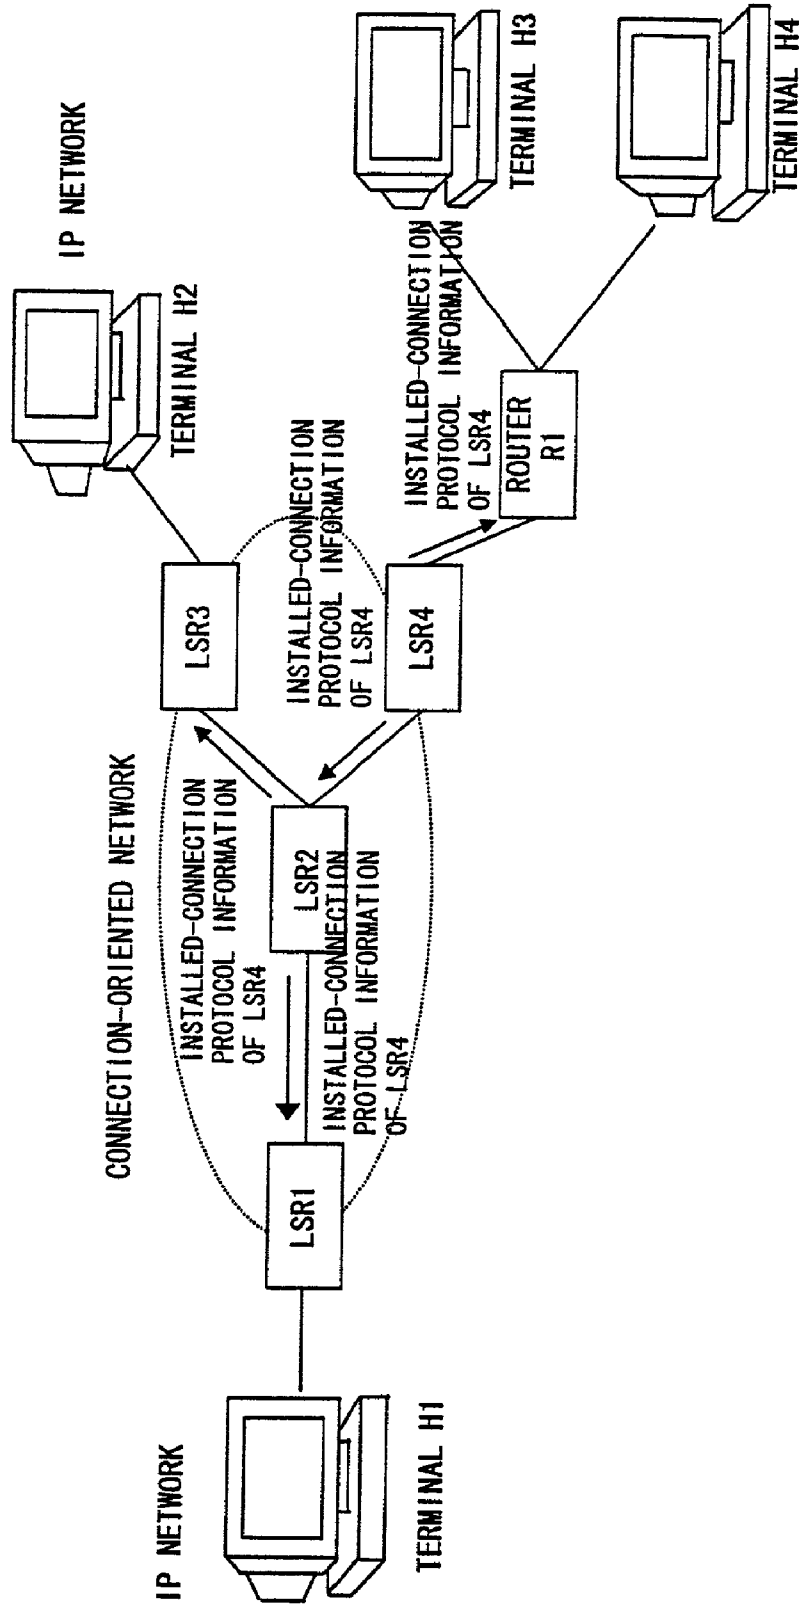 IP NETWORK
TERMINAL H1
CONNECTION-ORIENTED NETWORK
LSR1
INSTALLED-CONNECTION
PROTOCOL INFORMATION
OF LSR4
LSR2
INSTALLED-CONNECTION
PROTOCOL INFORMATION
OF LSR4
LSR3
INSTALLED-CONNECTION
PROTOCOL INFORMATION
OF LSR4
LSR4
IP NETWORK
TERMINAL H2
INSTALLED-CONNECTION
PROTOCOL INFORMATION
OF LSR4
ROUTER
R1
TERMINAL H3
TERMINAL H4